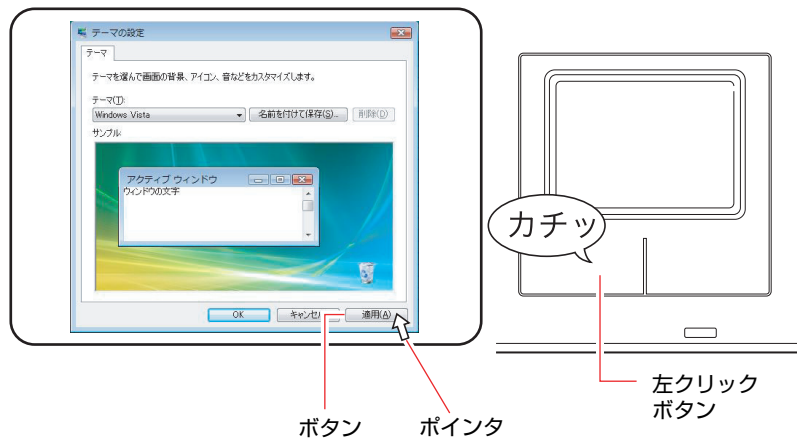 テーマの設定
テーマ
テーマを選んで画面の背景、アイコン、音などをカスタマイズします。
テーマ(T):
Windows Vista
名前を付けて保存(S)...
削除(D)
サンプル:
アクティブ ウィンドウ
ウィンドウの文字
OK
キャンセル
適用(A)
カチッ
ボタン
ポインタ
左クリック
ボタン